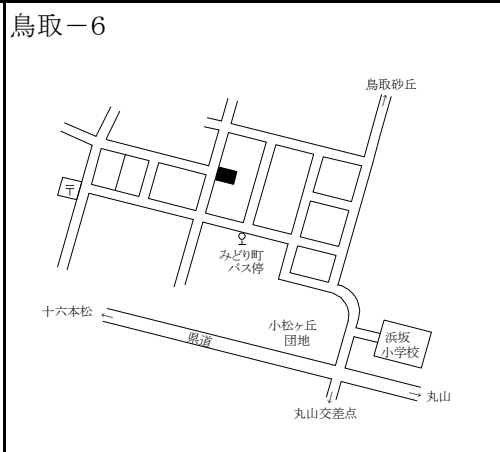 鳥取－6
鳥取砂丘
〒
みどり町
バス停
十六本松
県道
小松ヶ丘
団地
浜坂
小学校
丸山
丸山交差点